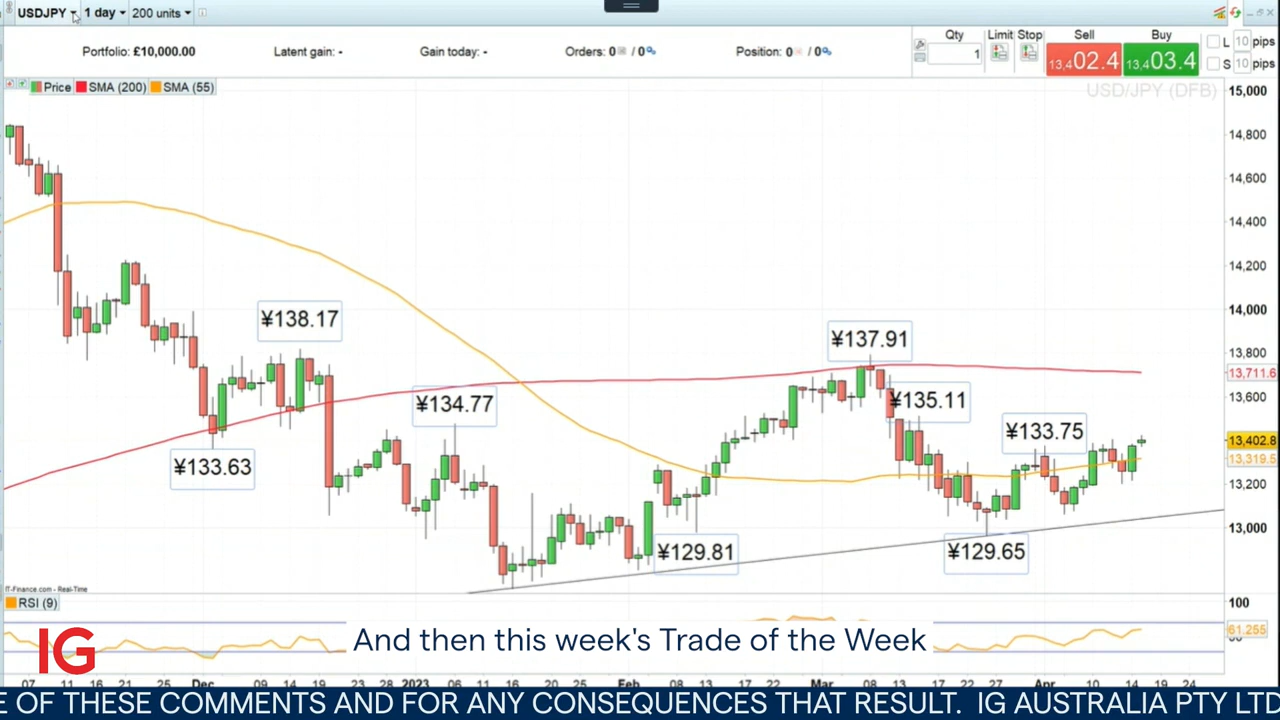 USDJPY 1 day 200 units
Portfolio: £10,000.00 Latent gain: - Gain today: - Orders: 0 / 0 Position: 0 / 0
Qty Limit Stop Sell Buy
1 13,402.4 13,403.4
L 10 pips
S 10 pips
Price SMA (200) SMA (55)
USD/JPY (DFB)
15,000
14,800
14,600
14,400
14,200
14,000
13,800
13,711.6
13,600
13,402.8
13,319.5
13,200
13,000
¥138.17
¥137.91
¥134.77
¥135.11
¥133.75
¥133.63
¥129.81
¥129.65
IT-Finance.com - Real-Time
RSI (9)
100
61.255
IG
And then this week's Trade of the Week
07 11 16 21 25 Dec 09 14 19 23 28 2023 06 11 20 25 Feb 08 13 22 Mar 08 13 17 22 27 Apr 10 14 19 24
E OF THESE COMMENTS AND FOR ANY CONSEQUENCES THAT RESULT. IG AUSTRALIA PTY LTD